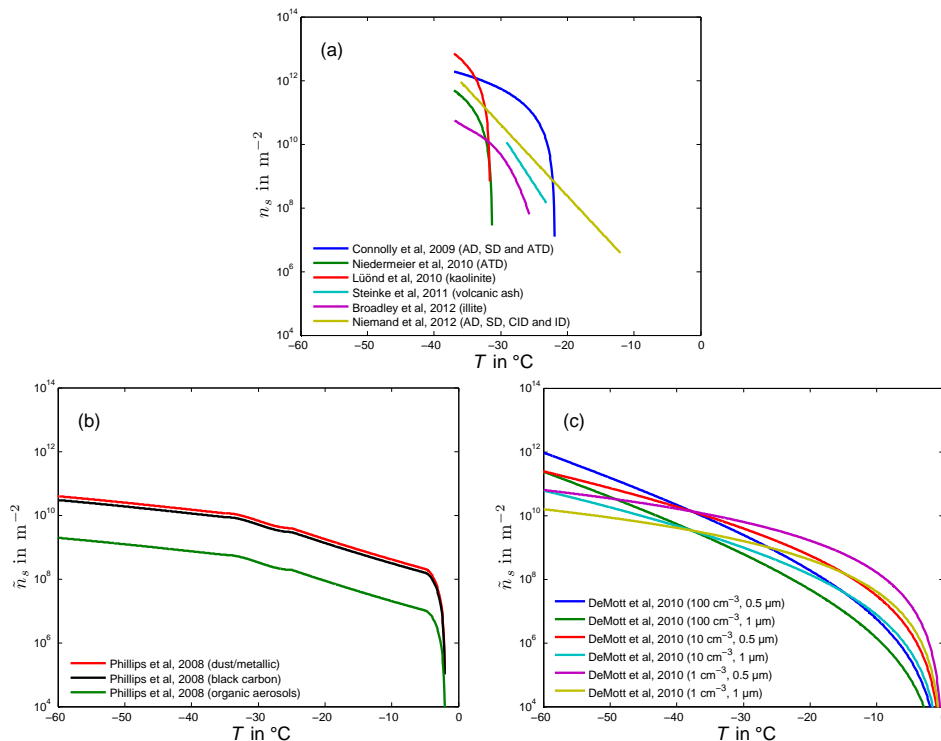 (a)
10^14
10^12
10^10
10^8
10^6
10^4
n_s in m^−2
Connolly et al, 2009 (AD, SD and ATD)
Niedermeier et al, 2010 (ATD)
Lüönd et al, 2010 (kaolinite)
Steinke et al, 2011 (volcanic ash)
Broadley et al, 2012 (illite)
Niemand et al, 2012 (AD, SD, CID and ID)
−60 −50 −40 −30 −20 −10 0
T in °C
(b)
10^14
10^12
10^10
10^8
10^6
10^4
ñ_s in m^−2
Phillips et al, 2008 (dust/metallic)
Phillips et al, 2008 (black carbon)
Phillips et al, 2008 (organic aerosols)
−60 −50 −40 −30 −20 −10 0
T in °C
(c)
10^14
10^12
10^10
10^8
10^6
10^4
ñ_s in m^−2
DeMott et al, 2010 (100 cm^−3, 0.5 µm)
DeMott et al, 2010 (100 cm^−3, 1 µm)
DeMott et al, 2010 (10 cm^−3, 0.5 µm)
DeMott et al, 2010 (10 cm^−3, 1 µm)
DeMott et al, 2010 (1 cm^−3, 0.5 µm)
DeMott et al, 2010 (1 cm^−3, 1 µm)
−60 −50 −40 −30 −20 −10
T in °C